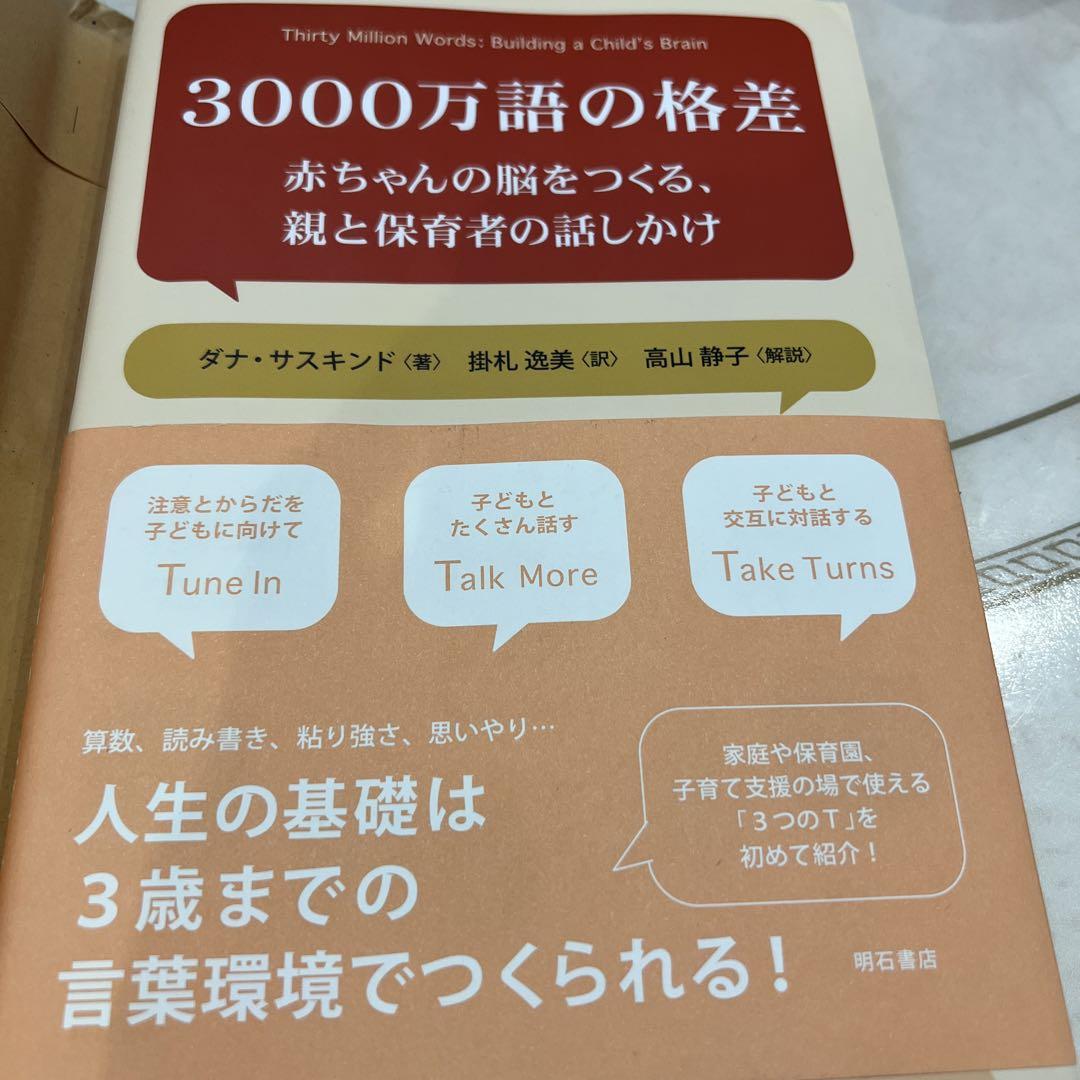 Thirty Million Words: Building a Child's Brain
3000万語の格差
赤ちゃんの脳をつくる、
親と保育者の話しかけ
ダナ・サスキンド〈著〉 掛札 逸美〈訳〉 高山 静子〈解説〉
注意とからだを
子どもに向けて
Tune In
子どもと
たくさん話す
Talk More
子どもと
交互に対話する
Take Turns
算数、読み書き、粘り強さ、思いやり…
人生の基礎は
3歳までの
言葉環境でつくられる!
家庭や保育園、
子育て支援の場で使える
「3つのT」を
初めて紹介!
明石書店